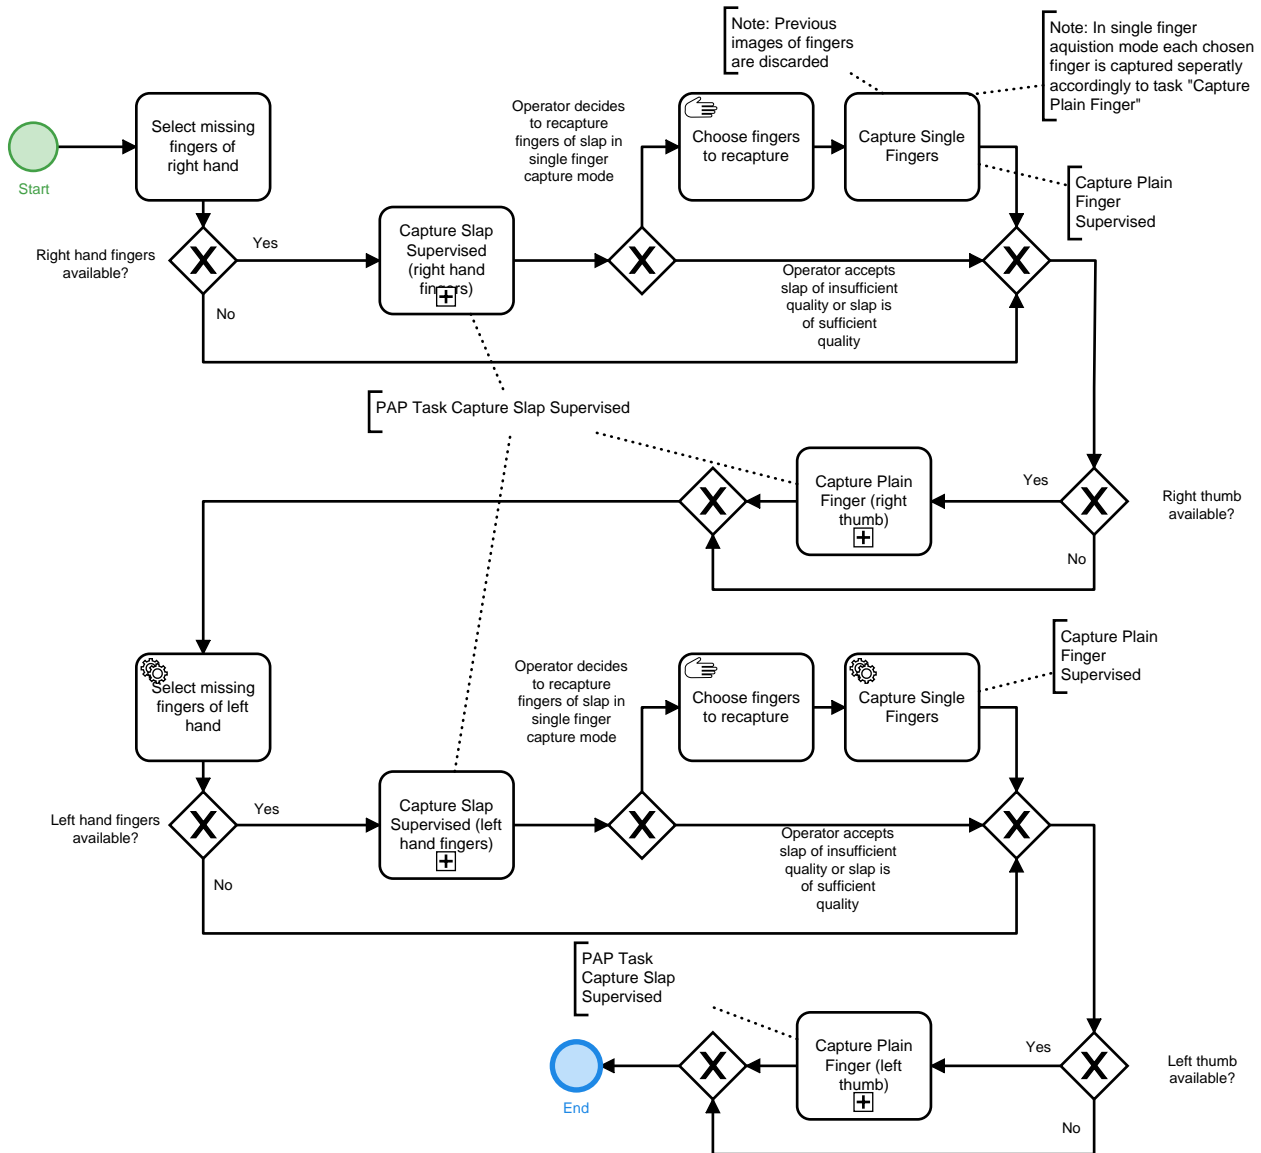 Note: Previous
images of fingers
are discarded
Note: In single finger
aquistion mode each chosen
finger is captured seperatly
accordingly to task "Capture
Plain Finger"
Start
Select missing
fingers of
right hand
Operator decides
to recapture
fingers of slap in
single finger
capture mode
Choose fingers
to recapture
Capture Single
Fingers
Capture Plain
Finger
Supervised
Right hand fingers
available?
Yes
No
Capture Slap
Supervised
(right hand
fingers)
Operator accepts
slap of insufficient
quality or slap is
of sufficient
quality
PAP Task Capture Slap Supervised
Capture Plain
Finger (right
thumb)
Yes
No
Right thumb
available?
Select missing
fingers of left
hand
Operator decides
to recapture
fingers of slap in
single finger
capture mode
Choose fingers
to recapture
Capture Single
Fingers
Capture Plain
Finger
Supervised
Left hand fingers
available?
Yes
No
Capture Slap
Supervised (left
hand fingers)
Operator accepts
slap of insufficient
quality or slap is
of sufficient
quality
PAP Task
Capture Slap
Supervised
End
Capture Plain
Finger (left
thumb)
Yes
No
Left thumb
available?